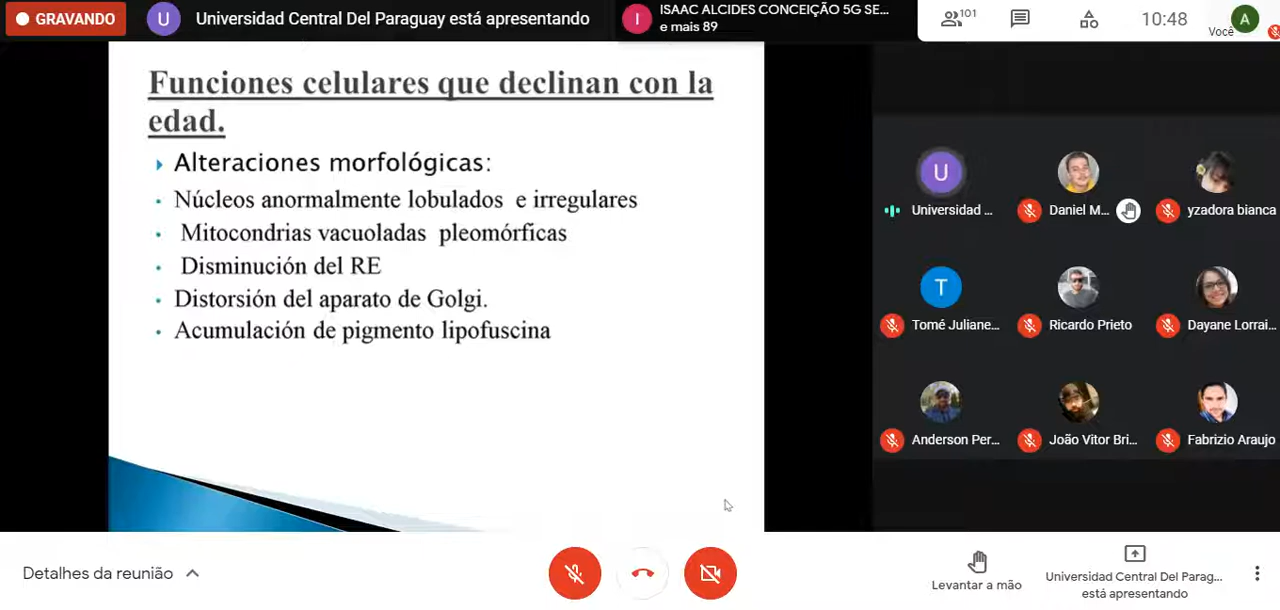 GRAVANDO
U
Universidad Central Del Paraguay está apresentando
I
ISAAC ALCIDES CONCEIÇÃO 5G SE...
e mais 89
101
10:48
Você
A
Funciones celulares que declinan con la
edad.
Alteraciones morfológicas:
Núcleos anormalmente lobulados e irregulares
Mitocondrias vacuoladas pleomórficas
Disminución del RE
Distorsión del aparato de Golgi.
Acumulación de pigmento lipofuscina
U
Universidad ...
Daniel M...
yzadora bianca
T
Tomé Juliane...
Ricardo Prieto
Dayane Lorrai...
Anderson Per...
João Vitor Bri...
Fabrizio Araujo
Detalhes da reunião
Levantar a mão
Universidad Central Del Parag...
está apresentando